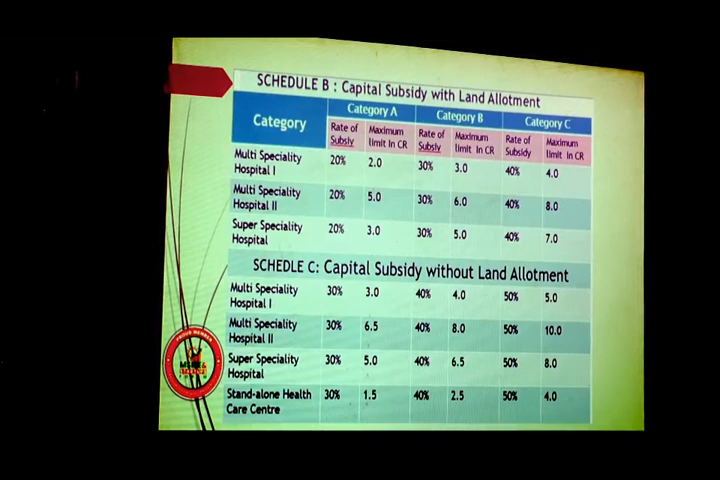 SCHEDULE B : Capital Subsidy with Land Allotment
Category Category A Category B Category C
Rate of Subsiy Maximum limit In CR Rate of Subsiy Maximum limit In CR Rate of Subsidy Maximum limit In CR
Multi Speciality Hospital I 20% 2.0 30% 3.0 40% 4.0
Multi Speciality Hospital II 20% 5.0 30% 6.0 40% 8.0
Super Speciality Hospital 20% 3.0 30% 5.0 40% 7.0
SCHEDLE C: Capital Subsidy without Land Allotment
Multi Speciality Hospital I 30% 3.0 40% 4.0 50% 5.0
Multi Speciality Hospital II 30% 6.5 40% 8.0 50% 10.0
Super Speciality Hospital 30% 5.0 40% 6.5 50% 8.0
Stand-alone Health Care Centre 30% 1.5 40% 2.5 50% 4.0
PROUD MEMBER